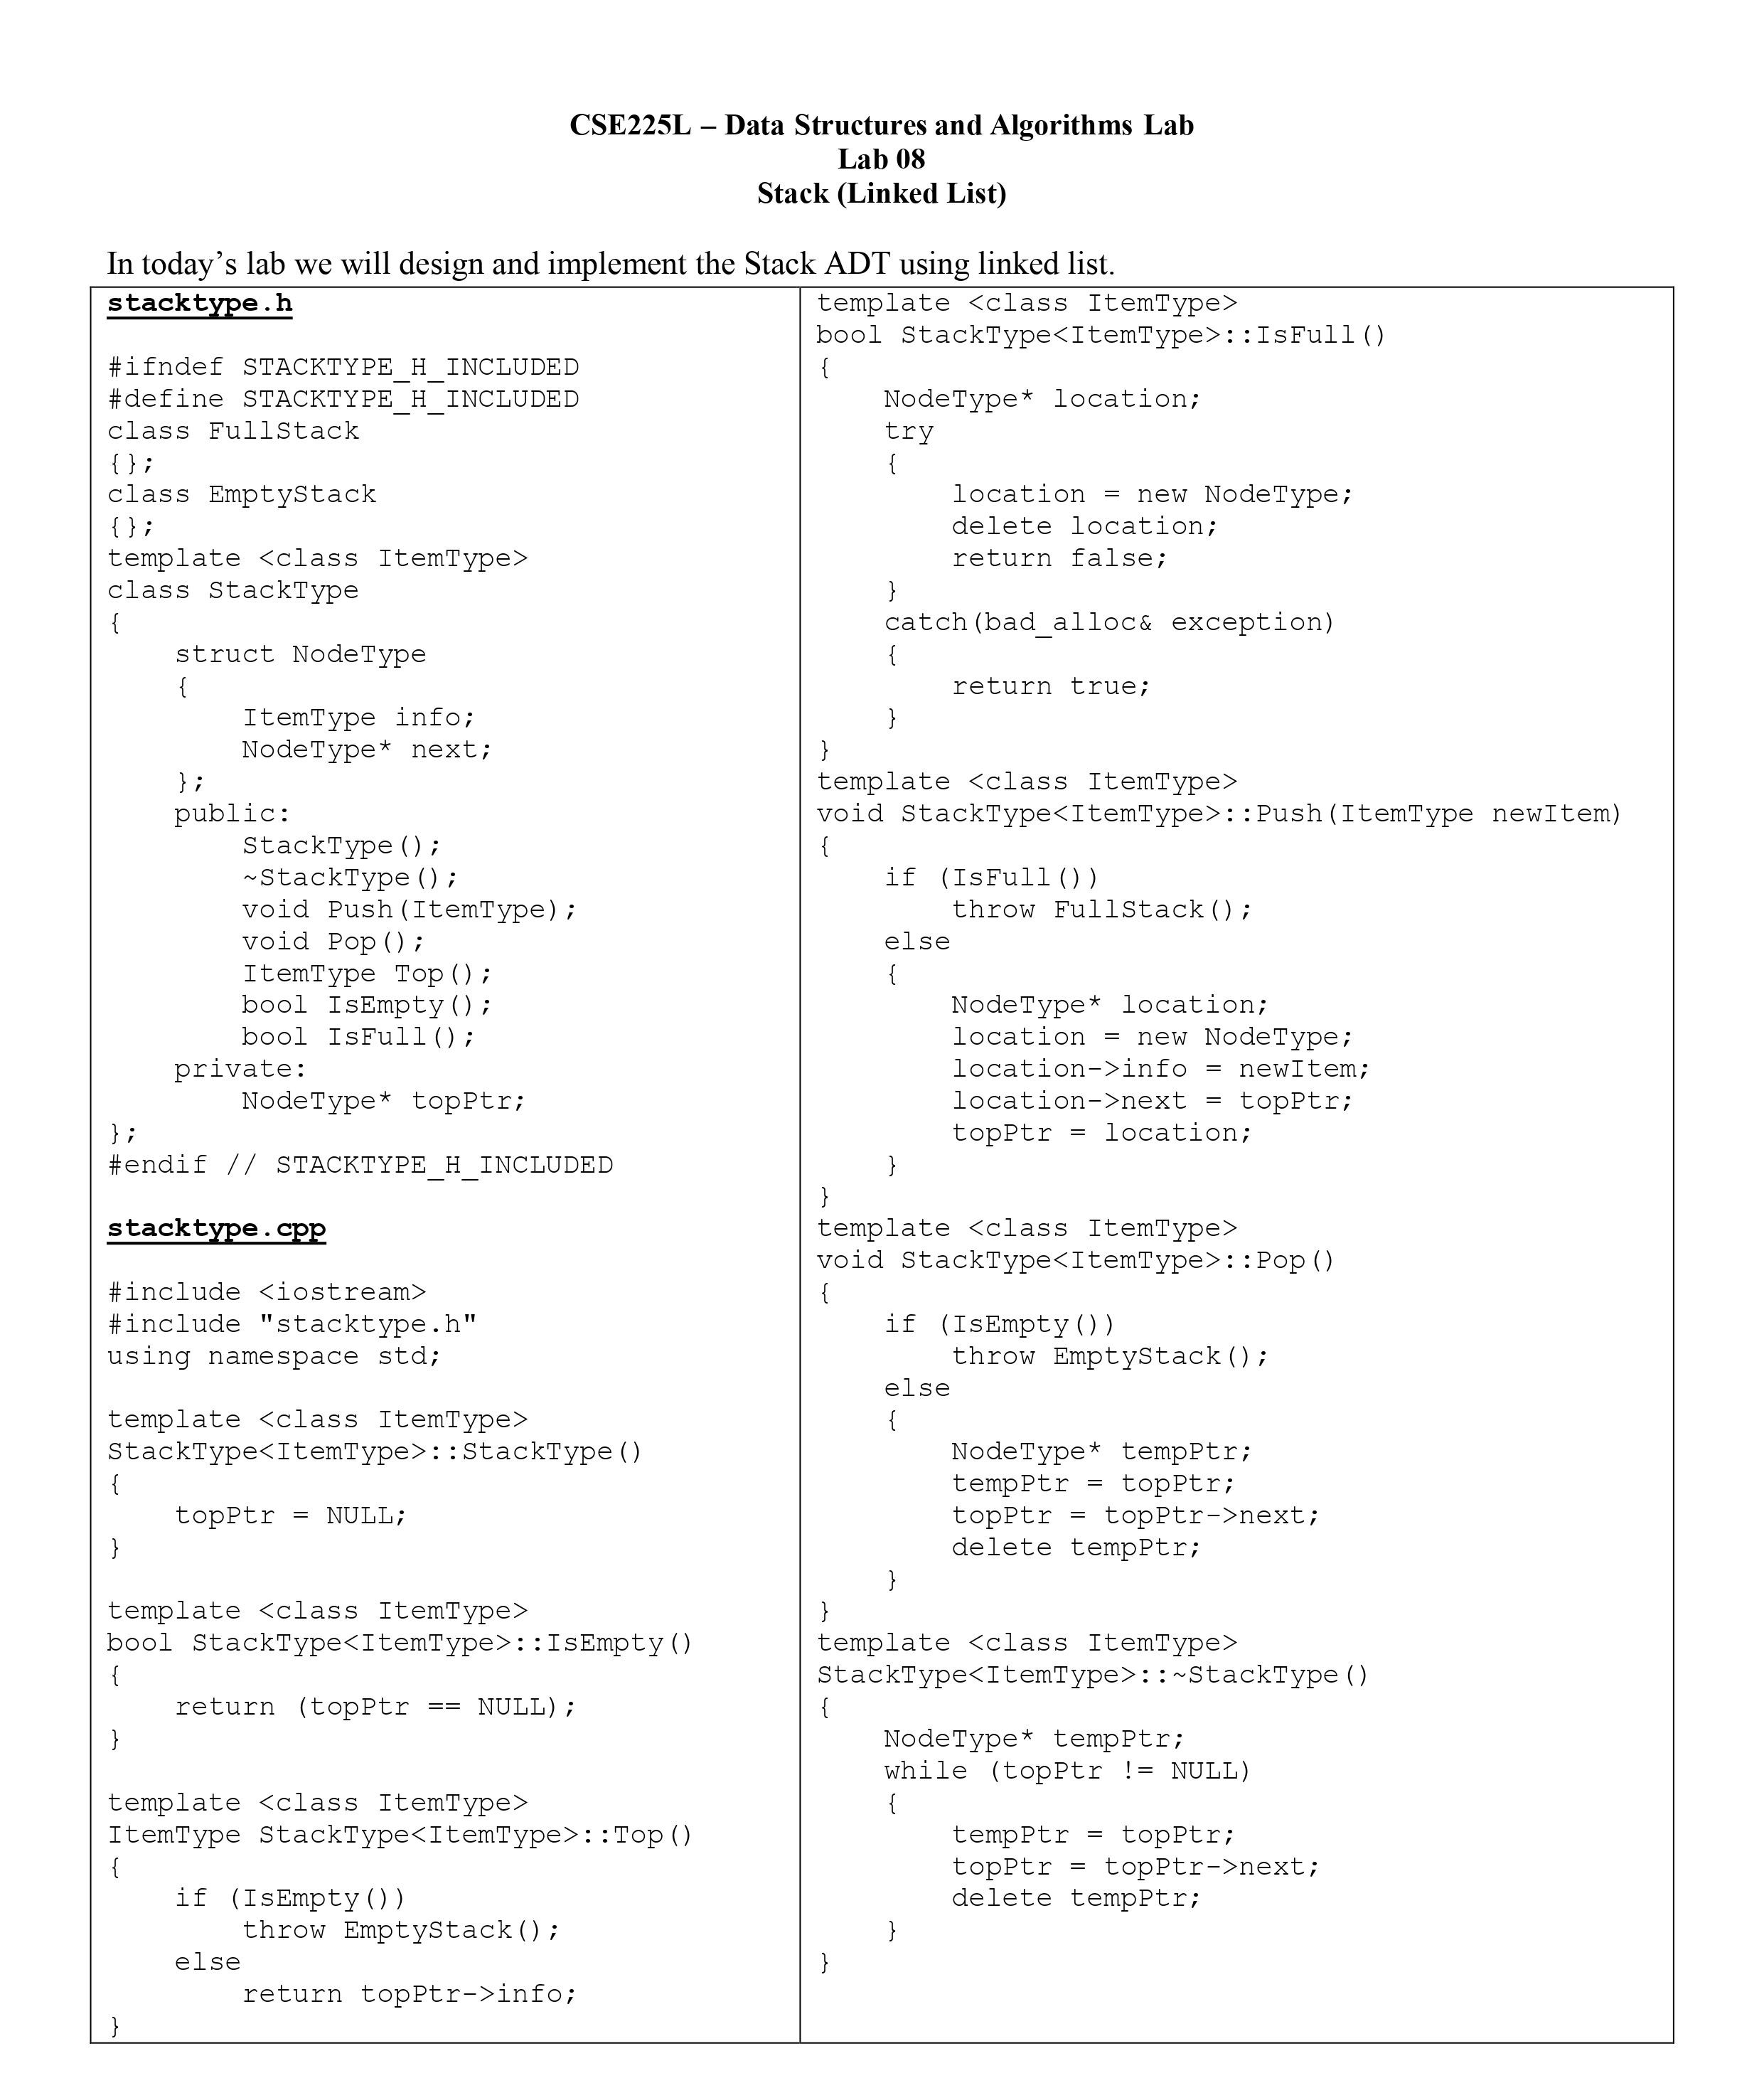 CSE225L – Data Structures and Algorithms Lab
Lab 08
Stack (Linked List)
In today’s lab we will design and implement the Stack ADT using linked list.
stacktype.h
#ifndef STACKTYPE_H_INCLUDED
#define STACKTYPE_H_INCLUDED
class FullStack
{};
class EmptyStack
{};
template <class ItemType>
class StackType
{
    struct NodeType
    {
        ItemType info;
        NodeType* next;
    };
    public:
        StackType();
        ~StackType();
        void Push(ItemType);
        void Pop();
        ItemType Top();
        bool IsEmpty();
        bool IsFull();
    private:
        NodeType* topPtr;
};
#endif // STACKTYPE_H_INCLUDED
stacktype.cpp
#include <iostream>
#include "stacktype.h"
using namespace std;
template <class ItemType>
StackType<ItemType>::StackType()
{
    topPtr = NULL;
}
template <class ItemType>
bool StackType<ItemType>::IsEmpty()
{
    return (topPtr == NULL);
}
template <class ItemType>
ItemType StackType<ItemType>::Top()
{
    if (IsEmpty())
        throw EmptyStack();
    else
        return topPtr->info;
}
template <class ItemType>
bool StackType<ItemType>::IsFull()
{
    NodeType* location;
    try
    {
        location = new NodeType;
        delete location;
        return false;
    }
    catch(bad_alloc& exception)
    {
        return true;
    }
}
template <class ItemType>
void StackType<ItemType>::Push(ItemType newItem)
{
    if (IsFull())
        throw FullStack();
    else
    {
        NodeType* location;
        location = new NodeType;
        location->info = newItem;
        location->next = topPtr;
        topPtr = location;
    }
}
template <class ItemType>
void StackType<ItemType>::Pop()
{
    if (IsEmpty())
        throw EmptyStack();
    else
    {
        NodeType* tempPtr;
        tempPtr = topPtr;
        topPtr = topPtr->next;
        delete tempPtr;
    }
}
template <class ItemType>
StackType<ItemType>::~StackType()
{
    NodeType* tempPtr;
    while (topPtr != NULL)
    {
        tempPtr = topPtr;
        topPtr = topPtr->next;
        delete tempPtr;
    }
}